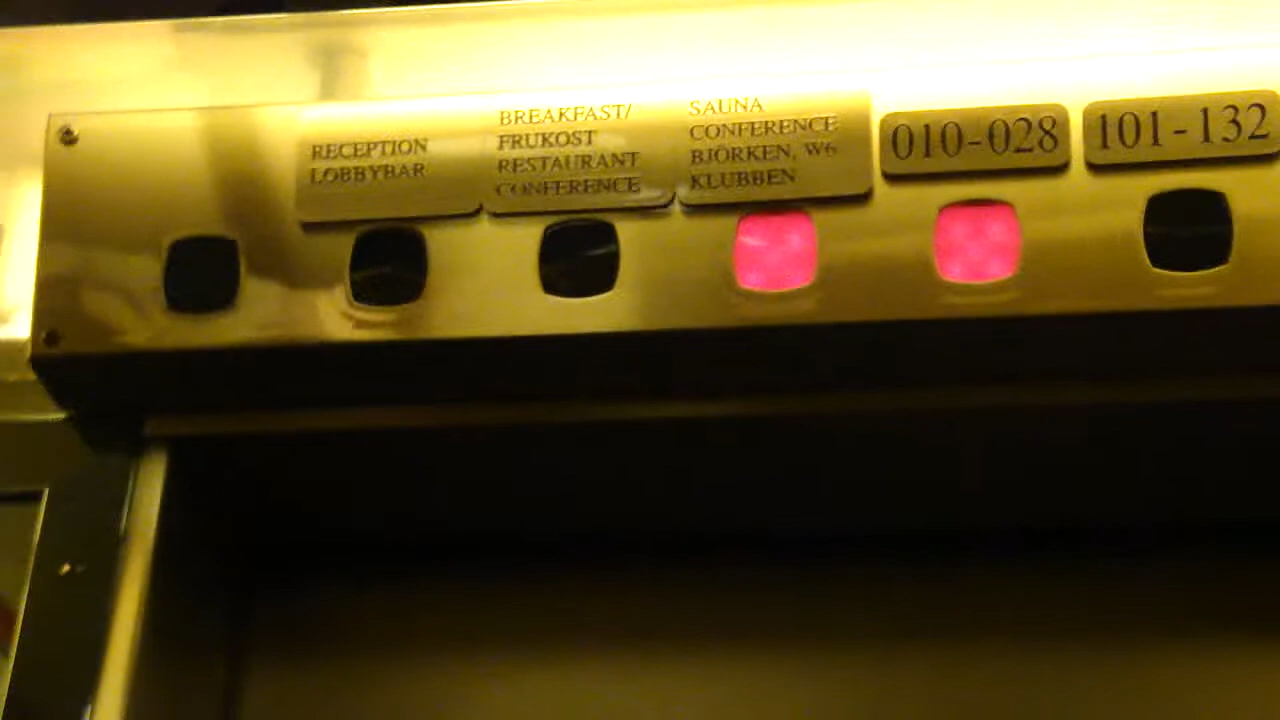 RECEPTION
LOBBYBAR
BREAKFAST/
FRUKOST
RESTAURANT
CONFERENCE
SAUNA
CONFERENCE
BJÖRKEN, W6
KLUBBEN
010-028
101-132